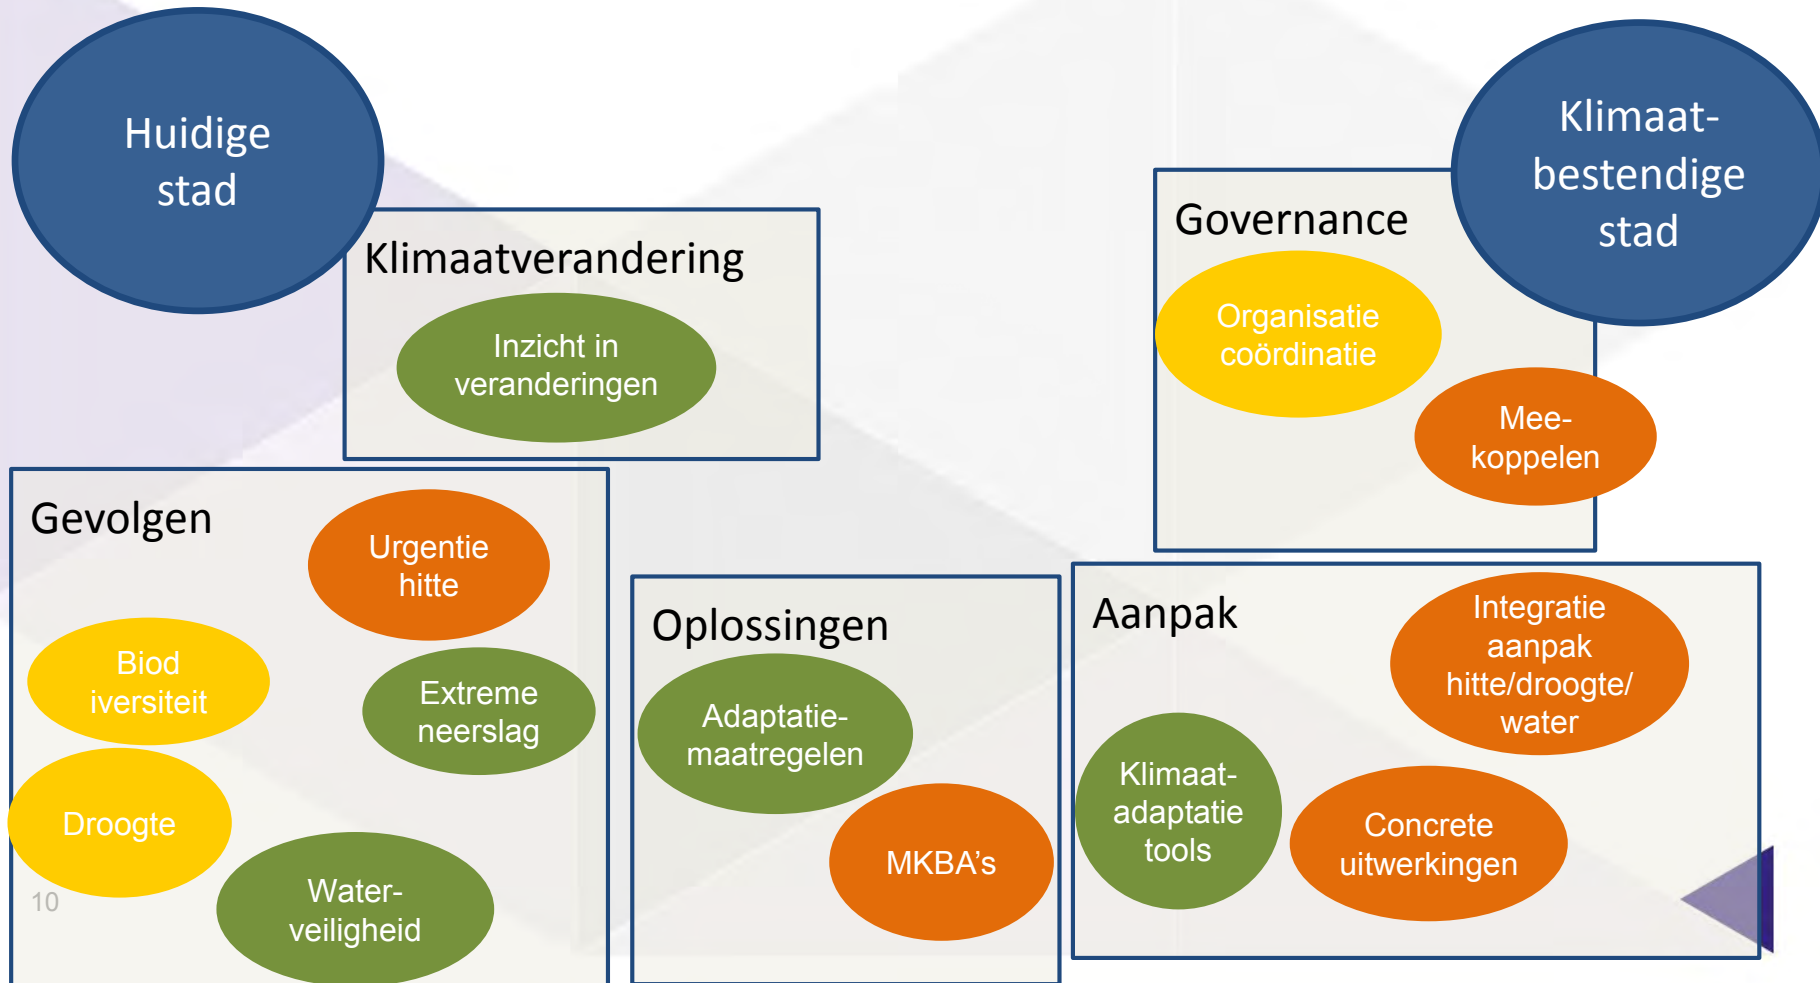 Huidige
stad
Klimaat-
bestendige
stad
Klimaatverandering
Inzicht in
veranderingen
Governance
Organisatie
coördinatie
Mee-
koppelen
Gevolgen
Urgentie
hitte
Biod
iversiteit
Extreme
neerslag
Droogte
Water-
veiligheid
Oplossingen
Adaptatie-
maatregelen
MKBA's
Aanpak
Integratie
aanpak
hitte/droogte/
water
Klimaat-
adaptatie
tools
Concrete
uitwerkingen
10